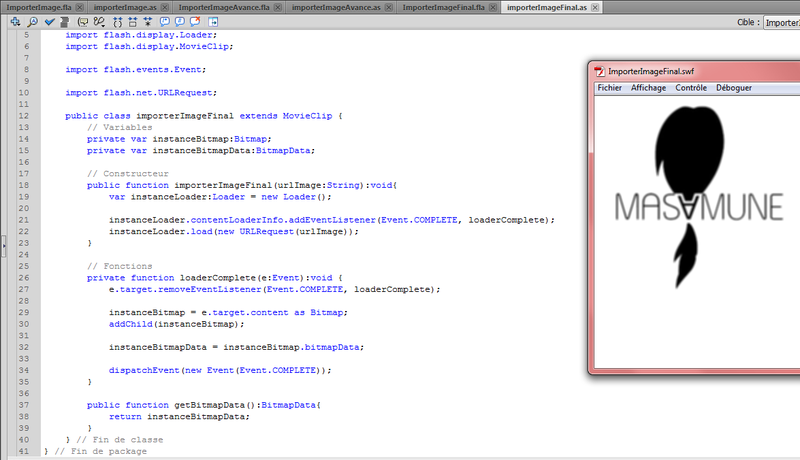 ImporterImage.fla
importerImage.as
ImporterImageAvance.fla
importerImageAvance.as
ImporterImageFinal.fla
importerImageFinal.as
Cible :
5 import flash.display.Loader;
6 import flash.display.MovieClip;
7
8 import flash.events.Event;
9
10 import flash.net.URLRequest;
11
12 public class importerImageFinal extends MovieClip {
13 // Variables
14 private var instanceBitmap:Bitmap;
15 private var instanceBitmapData:BitmapData;
16
17 // Constructeur
18 public function importerImageFinal(urlImage:String):void{
19 var instanceLoader:Loader = new Loader();
20
21 instanceLoader.contentLoaderInfo.addEventListener(Event.COMPLETE, loaderComplete);
22 instanceLoader.load(new URLRequest(urlImage));
23 }
24
25 // Fonctions
26 private function loaderComplete(e:Event):void {
27 e.target.removeEventListener(Event.COMPLETE, loaderComplete);
28
29 instanceBitmap = e.target.content as Bitmap;
30 addChild(instanceBitmap);
31
32 instanceBitmapData = instanceBitmap.bitmapData;
33
34 dispatchEvent(new Event(Event.COMPLETE));
35 }
36
37 public function getBitmapData():BitmapData{
38 return instanceBitmapData;
39 }
40 } // Fin de classe
41 } // Fin de package
ImporterImageFinal.swf
Fichier Affichage Contrôle Déboguer
MASAMUNE